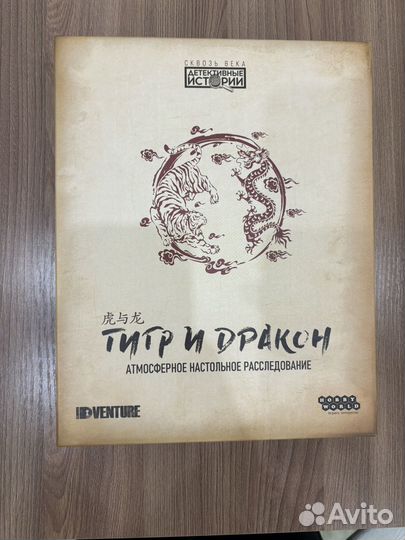 СКВОЗЬ ВЕКА
ДЕТЕКТИВНЫЕ
ИСТОРИИ
虎与龙
ТИГР И ДРАКОН
АТМОСФЕРНОЕ НАСТОЛЬНОЕ РАССЛЕДОВАНИЕ
IDVENTURE
HOBBY
WORLD
Avito